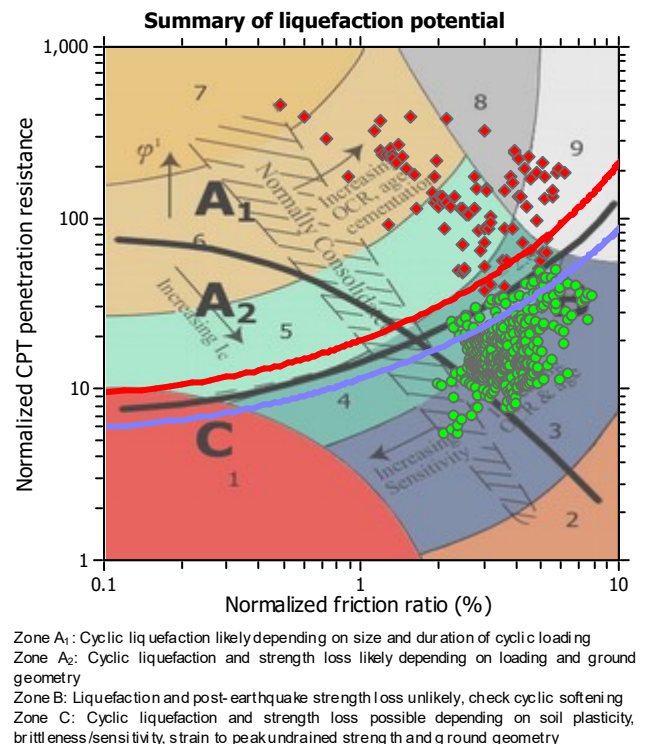 Summary of liquefaction potential
Normalized CPT penetration resistance
1,000
100
10
1
7
8
9
φ'
A₁
Increasing
OCR, age,
cementation
Normally Consolidated
6
A₂
Increasing Ic
5
4
C
1
Increasing
Sensitivity
OCR & age
3
2
0.1
1
10
Normalized friction ratio (%)
Zone A₁: Cyclic liquefaction likely depending on size and duration of cyclic loading
Zone A₂: Cyclic liquefaction and strength loss likely depending on loading and ground
geometry
Zone B: Liquefaction and post-earthquake strength loss unlikely, check cyclic softening
Zone C: Cyclic liquefaction and strength loss possible depending on soil plasticity,
brittleness/sensitivity, strain to peak undrained strength and ground geometry